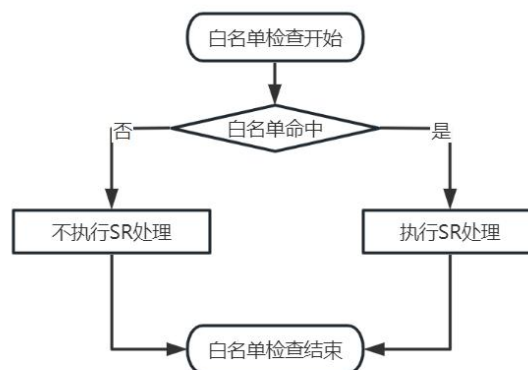 白名单检查开始
白名单命中
否
是
不执行SR处理
执行SR处理
白名单检查结束